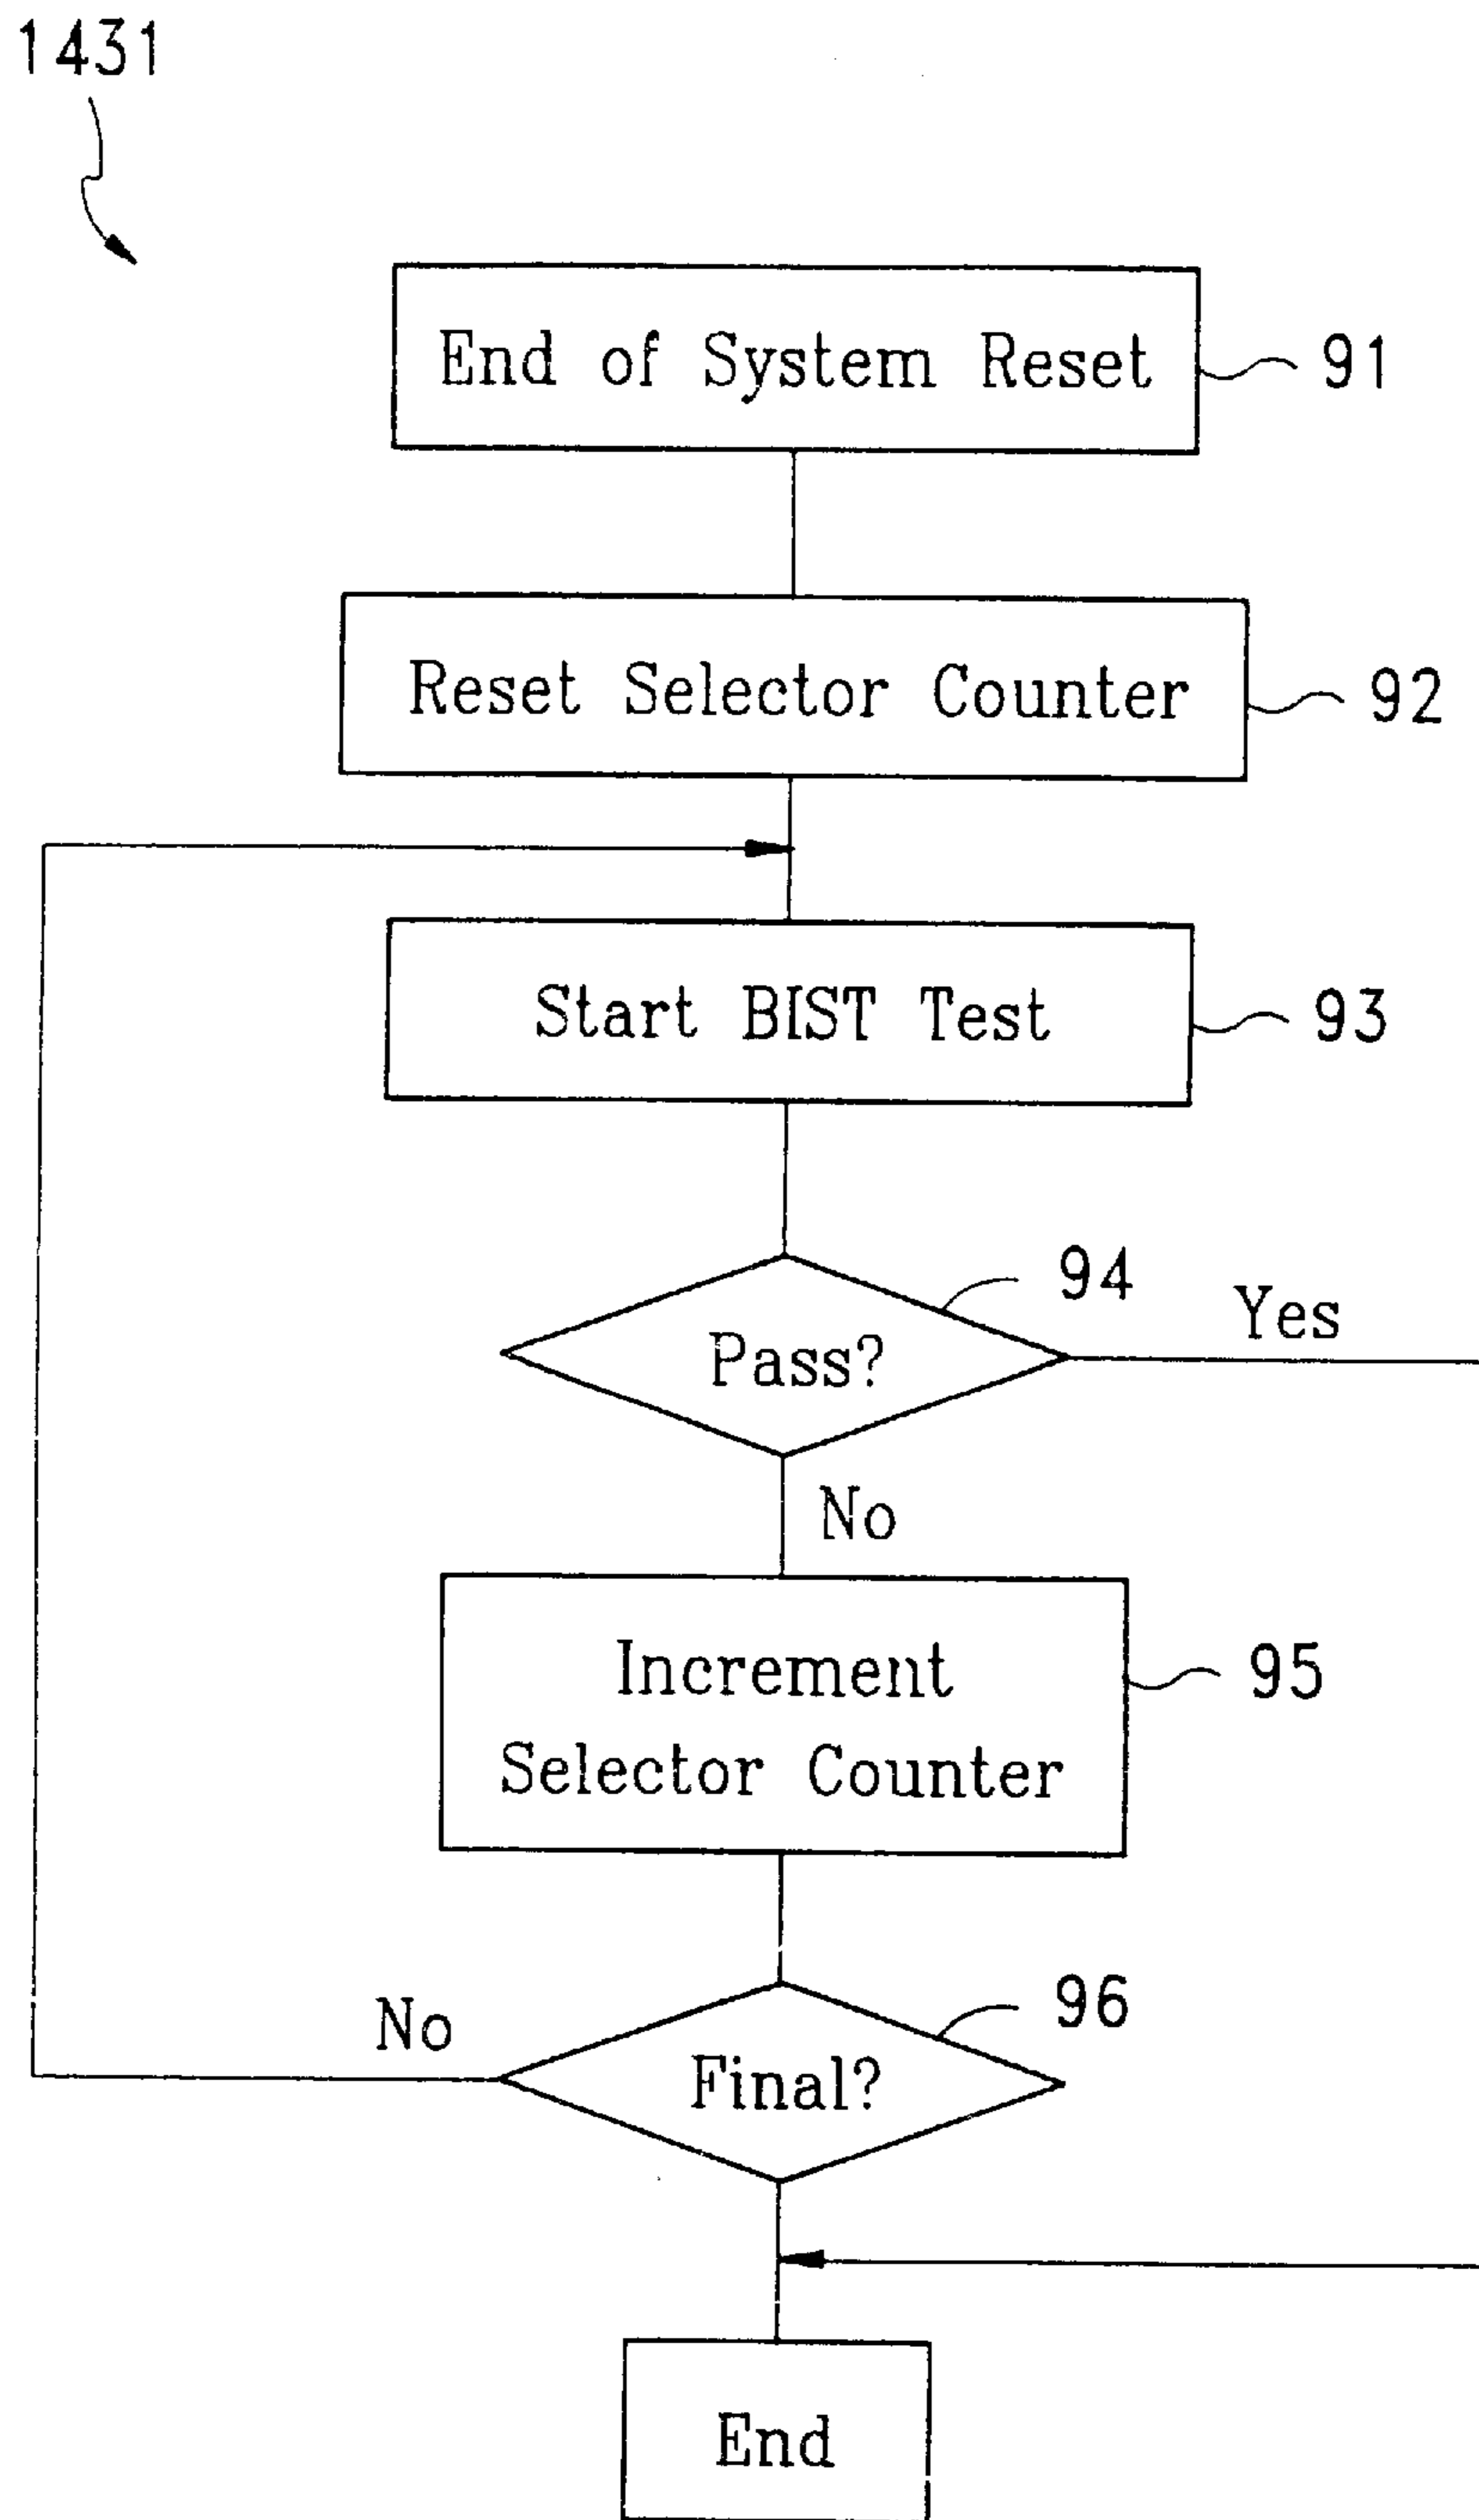 1431
End of System Reset
91
Reset Selector Counter
92
Start BIST Test
93
94
Yes
Pass?
No
Increment
Selector Counter
95
96
No
Final?
End